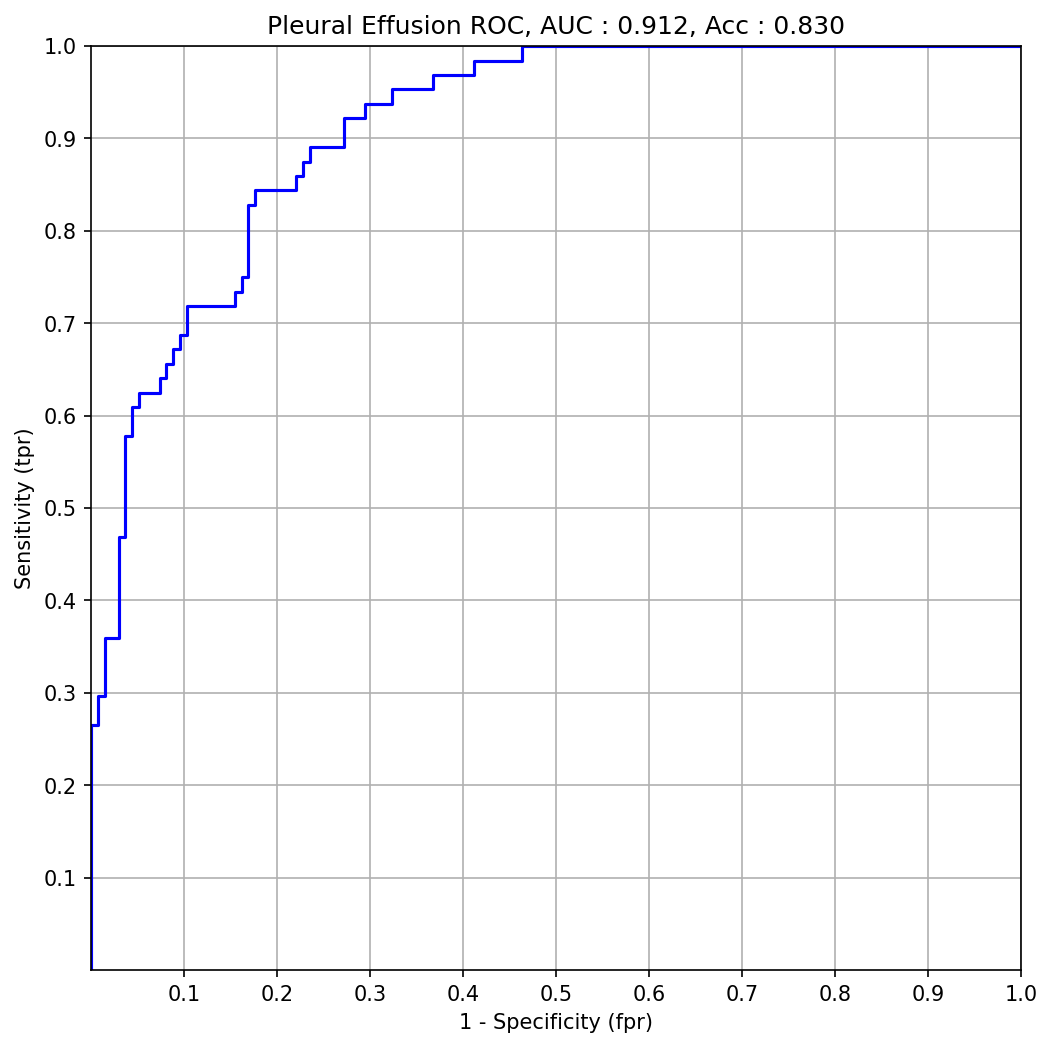 Pleural Effusion ROC, AUC : 0.912, Acc : 0.830
1.0
0.9
0.8
0.7
0.6
0.5
0.4
0.3
0.2
0.1
Sensitivity (tpr)
0.1 0.2 0.3 0.4 0.5 0.6 0.7 0.8 0.9 1.0
1 - Specificity (fpr)